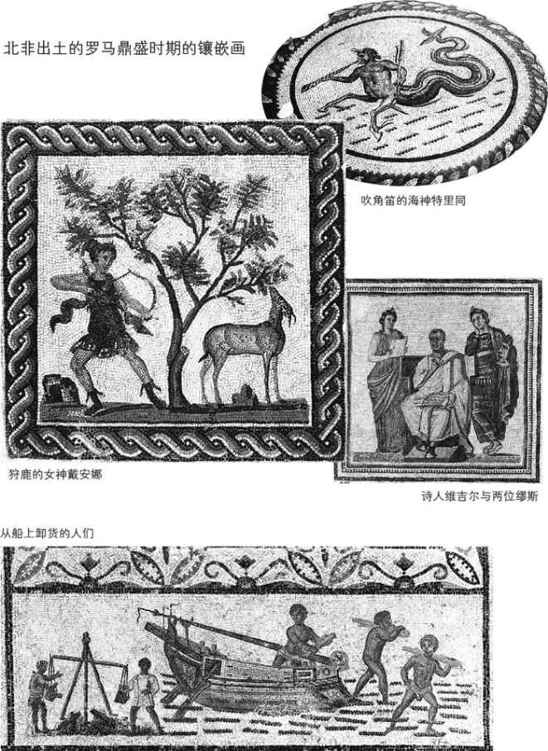 北非出土的罗马鼎盛时期的镶嵌画
吹角笛的海神特里同
狩鹿的女神戴安娜
诗人维吉尔与两位缪斯
从船上卸货的人们